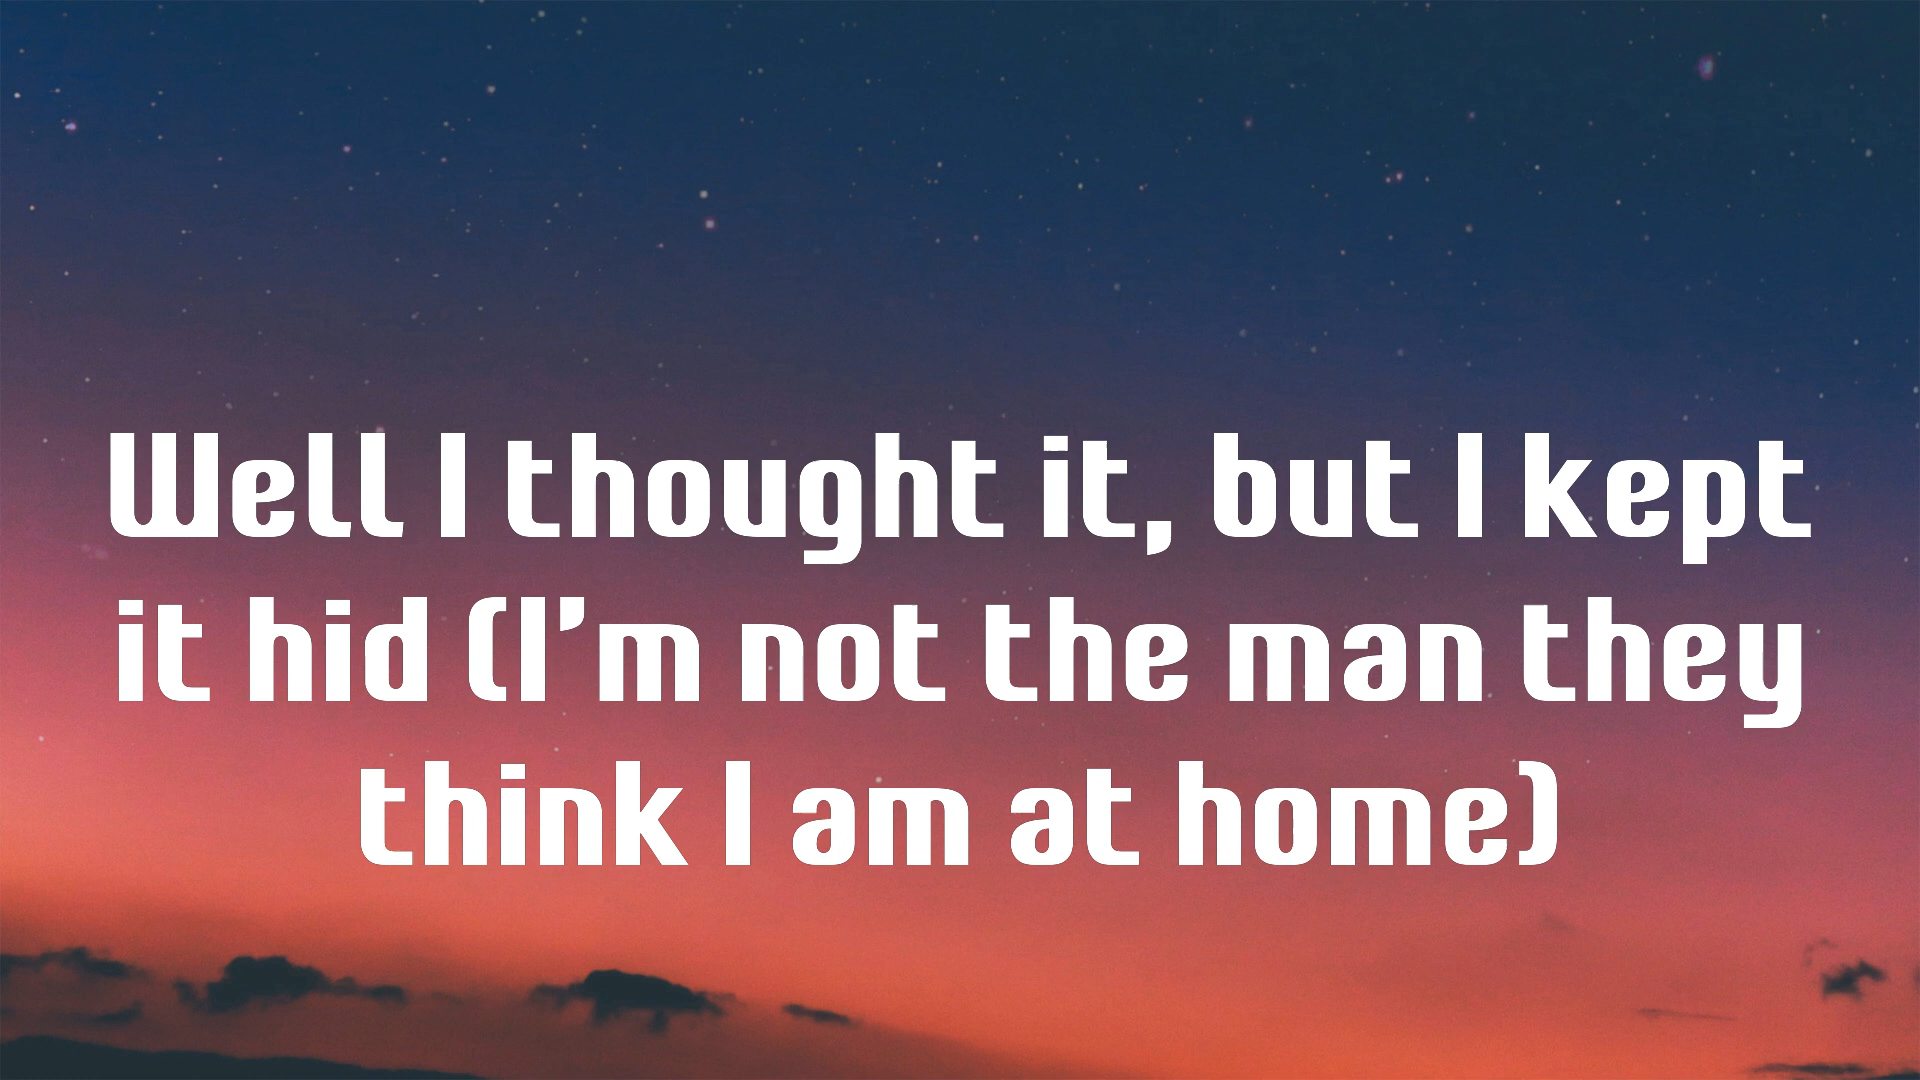 Well I thought it, but I kept
it hid (I'm not the man they
think I am at home)